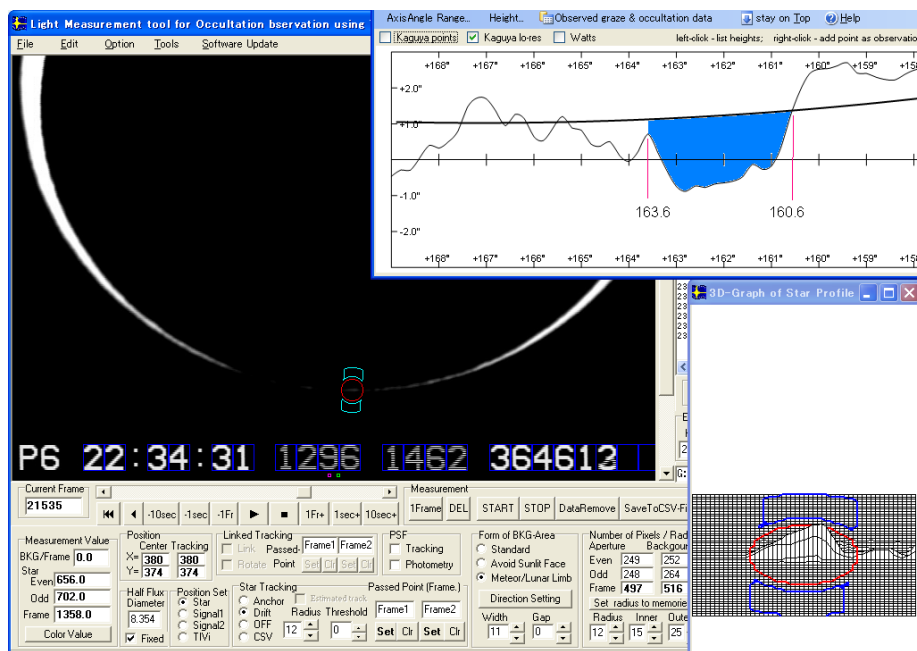 Light Measurement tool for Occultation bservation using
File Edit Option Tools Software Update
AxisAngle Range... Height... Observed graze & occultation data stay on Top Help
Kaguya points Kaguya lo-res Watts left-click - list heights; right-click - add point as observatio
+168° +167° +166° +165° +164° +163° +162° +161° +160° +159° +158
+2.0"
+1.0"
-1.0"
163.6 160.6
-2.0"
+168° +167° +166° +165° +164° +163° +162° +161° +160° +159° +158
3D-Graph of Star Profile
P6 22:34:31 1296 1462 364613
Current Frame
21535
-10sec -1sec -1Fr 1Fr+ 1sec+ 10sec+
Measurement
1Frame DEL START STOP DataRemove SaveToCSV-Fi
Measurement Value
BKG/Frame 0.0
Star
Even 656.0
Odd 702.0
Frame 1358.0
Color Value
Position
Center Tracking
X= 380 380
Y= 374 374
Half Flux
Diameter
8.354
Fixed
Position Set
Star
Signal1
Signal2
TIVi
Linked Tracking
Link Passed- Frame1 Frame2
Rotate Point Set Clr Set Clr
Star Tracking
Anchor Estimated track
Drift Radius Threshold
OFF
CSV 12 0
Passed Point (Frame.)
Frame1 Frame2
Set Clr Set Clr
PSF
Tracking
Photometry
Form of BKG-Area
Standard
Avoid Sunlit Face
Meteor/Lunar Limb
Direction Setting
Width Gap
11 0
Number of Pixels / Rad
Aperture Backgour
Even 249 252
Odd 248 264
Frame 497 516
Set radius to memorie
Radius Inner Oute
12 15 25